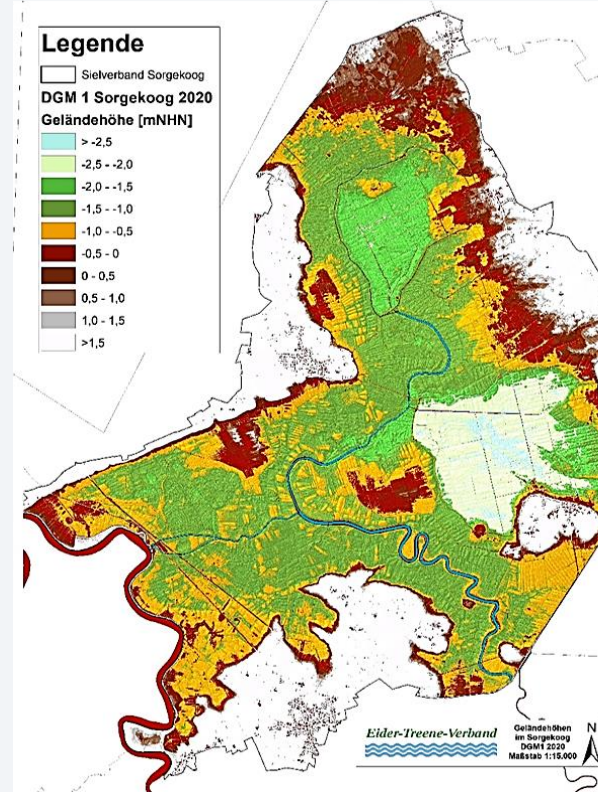 Legende
Sielverband Sorgekoog
DGM 1 Sorgekoog 2020
Geländehöhe [mNHN]
> -2,5
-2,5 - -2,0
-2,0 - -1,5
-1,5 - -1,0
-1,0 - -0,5
-0,5 - 0
0 - 0,5
0,5 - 1,0
1,0 - 1,5
>1,5
Eider-Treene-Verband
Geländehöhen
im Sorgekoog
DGM1 2020
Maßstab 1:15.000
N